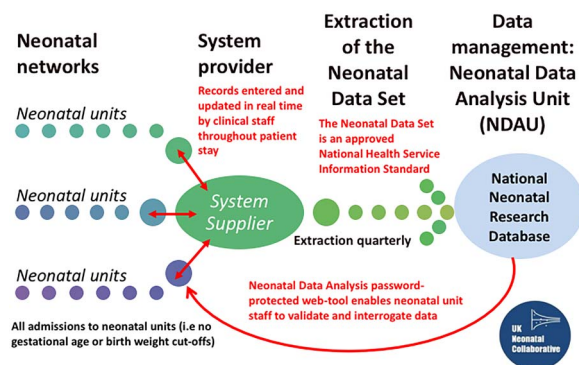 Neonatal
networks
System
provider
Extraction
of the
Neonatal
Data Set
Data
management:
Neonatal Data
Analysis Unit
(NDAU)
Neonatal units
Records entered and
updated in real time
by clinical staff
throughout patient
stay
The Neonatal Data Set
is an approved
National Health Service
Information Standard
Neonatal units
System
Supplier
Extraction quarterly
National
Neonatal
Research
Database
Neonatal units
Neonatal Data Analysis password-
protected web-tool enables neonatal unit
staff to validate and interrogate data
All admissions to neonatal units (i.e no
gestational age or birth weight cut-offs)
UK
Neonatal
Collaborative